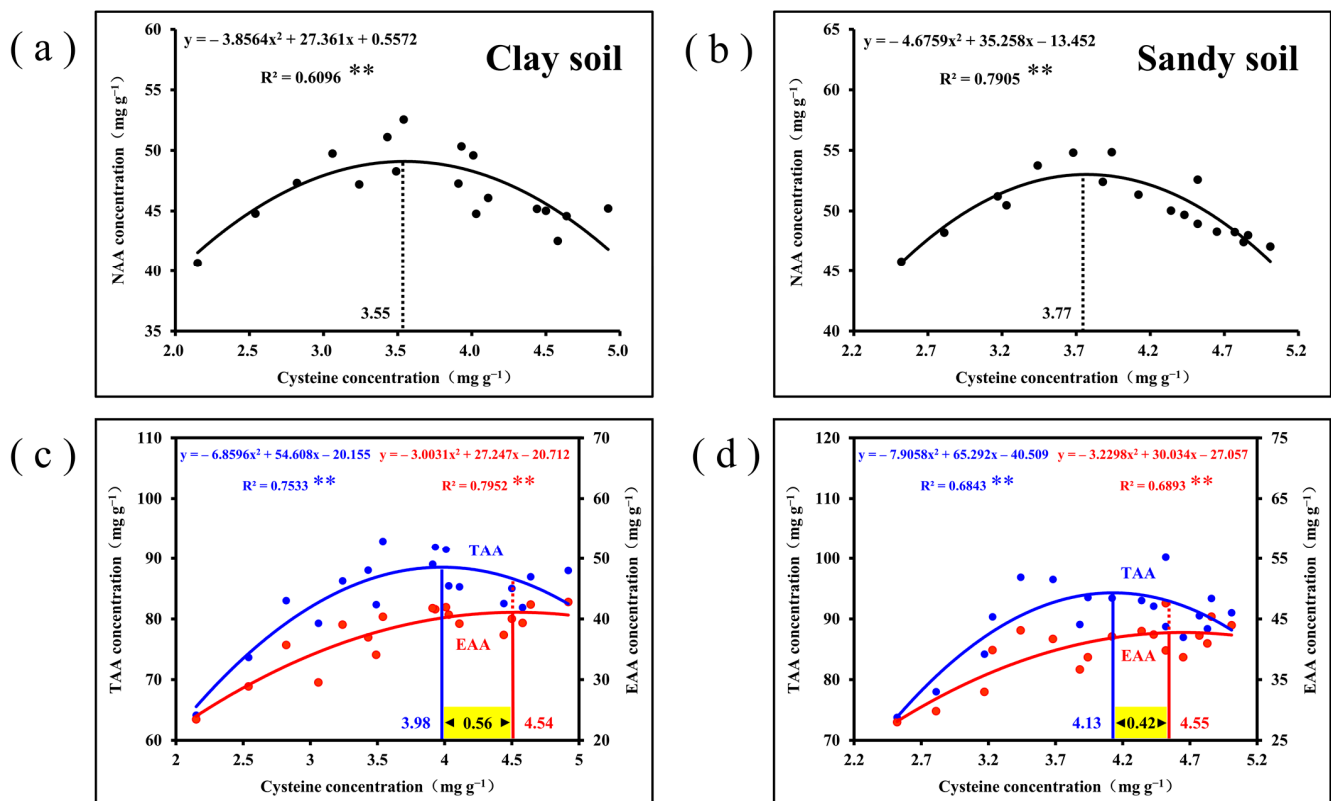 ( a )
y = – 3.8564x² + 27.361x + 0.5572
R² = 0.6096 **
Clay soil
NAA concentration（mg g⁻¹）
60
55
50
45
40
35
3.55
2.0 2.5 3.0 3.5 4.0 4.5 5.0
Cysteine concentration（mg g⁻¹）
( b )
y = – 4.6759x² + 35.258x – 13.452
R² = 0.7905 **
Sandy soil
NAA concentration（mg g⁻¹）
65
60
55
50
45
40
3.77
2.2 2.7 3.2 3.7 4.2 4.7 5.2
Cysteine concentration（mg g⁻¹）
( c )
y = – 6.8596x² + 54.608x – 20.155
R² = 0.7533 **
y = – 3.0031x² + 27.247x – 20.712
R² = 0.7952 **
TAA concentration（mg g⁻¹）
110
100
90
80
70
60
TAA
EAA
3.98
0.56
4.54
70
60
50
40
30
20
EAA concentration（mg g⁻¹）
2 2.5 3 3.5 4 4.5 5
Cysteine concentration（mg g⁻¹）
( d )
y = – 7.9058x² + 65.292x – 40.509
R² = 0.6843 **
y = – 3.2298x² + 30.034x – 27.057
R² = 0.6893 **
TAA concentration（mg g⁻¹）
120
110
100
90
80
70
TAA
EAA
4.13
0.42
4.55
75
65
55
45
35
25
EAA concentration（mg g⁻¹）
2.2 2.7 3.2 3.7 4.2 4.7 5.2
Cysteine concentration（mg g⁻¹）